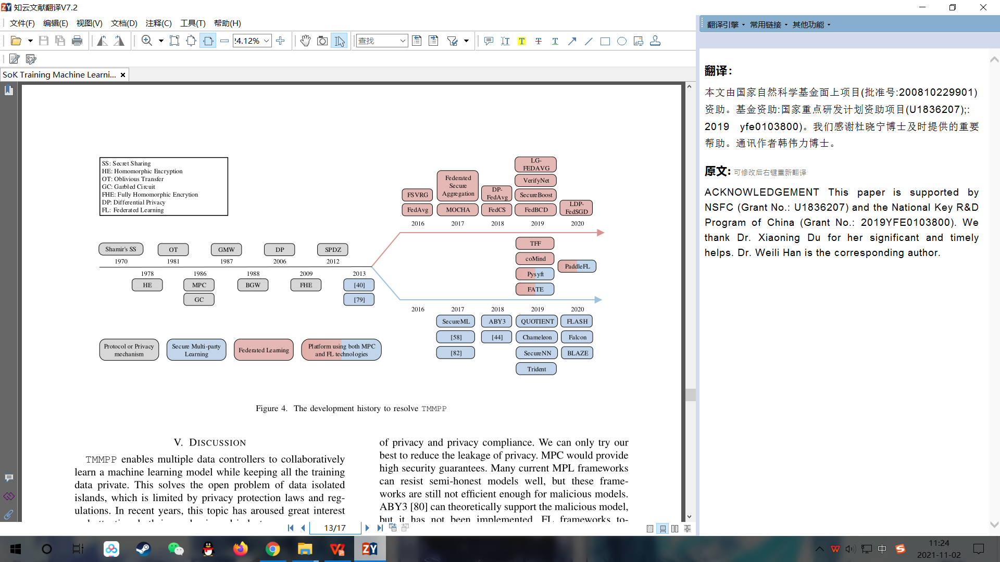 知云文献翻译V7.2
文件(F) 编辑(E) 视图(V) 文档(D) 注释(C) 工具(T) 帮助(H)
翻译引擎 常用链接 其他功能
24.12%
查找
SoK Training Machine Learni...
SS: Secret Sharing
HE: Homomorphic Encryption
OT: Oblivious Transfer
GC: Garbled Circuit
FHE: Fully Homomorphic Encrytion
DP: Differential Privacy
FL: Federated Learning
FSVRG
FedAvg
2016
Federated
Secure
Aggregation
MOCHA
2017
DP-
FedAvg
FedCS
2018
LG-
FEDAVG
VerifyNet
SecureBoost
FedBCD
2019
LDP-
FedSGD
2020
Shamir's SS
1970
OT
1981
GMW
1987
DP
2006
SPDZ
2012
1978
HE
1986
MPC
GC
1988
BGW
2009
FHE
2013
[40]
[79]
TFF
coMind
Pysyft
FATE
PaddleFL
2016
2017
SecureML
[58]
[82]
2018
ABY3
[44]
2019
QUOTIENT
Chameleon
SecureNN
Trident
2020
FLASH
Falcon
BLAZE
Protocol or Privacy
mechanism
Secure Multi-party
Learning
Federated Learning
Platform using both MPC
and FL technologies
Figure 4. The development history to resolve TMMPP
V. DISCUSSION
TMMPP enables multiple data controllers to collaboratively
learn a machine learning model while keeping all the training
data private. This solves the open problem of data isolated
islands, which is limited by privacy protection laws and reg-
ulations. In recent years, this topic has aroused great interest
of privacy and privacy compliance. We can only try our
best to reduce the leakage of privacy. MPC would provide
high security guarantees. Many current MPL frameworks
can resist semi-honest models well, but these frame-
works are still not efficient enough for malicious models.
ABY3 [80] can theoretically support the malicious model,
but it has not been implemented. FL frameworks to-
13/17
翻译：
本文由国家自然科学基金面上项目(批准号:200810229901)
资助。基金资助:国家重点研发计划资助项目(U1836207);:
2019 yfe0103800)。我们感谢杜晓宁博士及时提供的重要
帮助。通讯作者韩伟力博士。
原文: 可修改后右键重新翻译
ACKNOWLEDGEMENT This paper is supported by
NSFC (Grant No.: U1836207) and the National Key R&D
Program of China (Grant No.: 2019YFE0103800). We
thank Dr. Xiaoning Du for her significant and timely
helps. Dr. Weili Han is the corresponding author.
中
11:24
2021-11-02